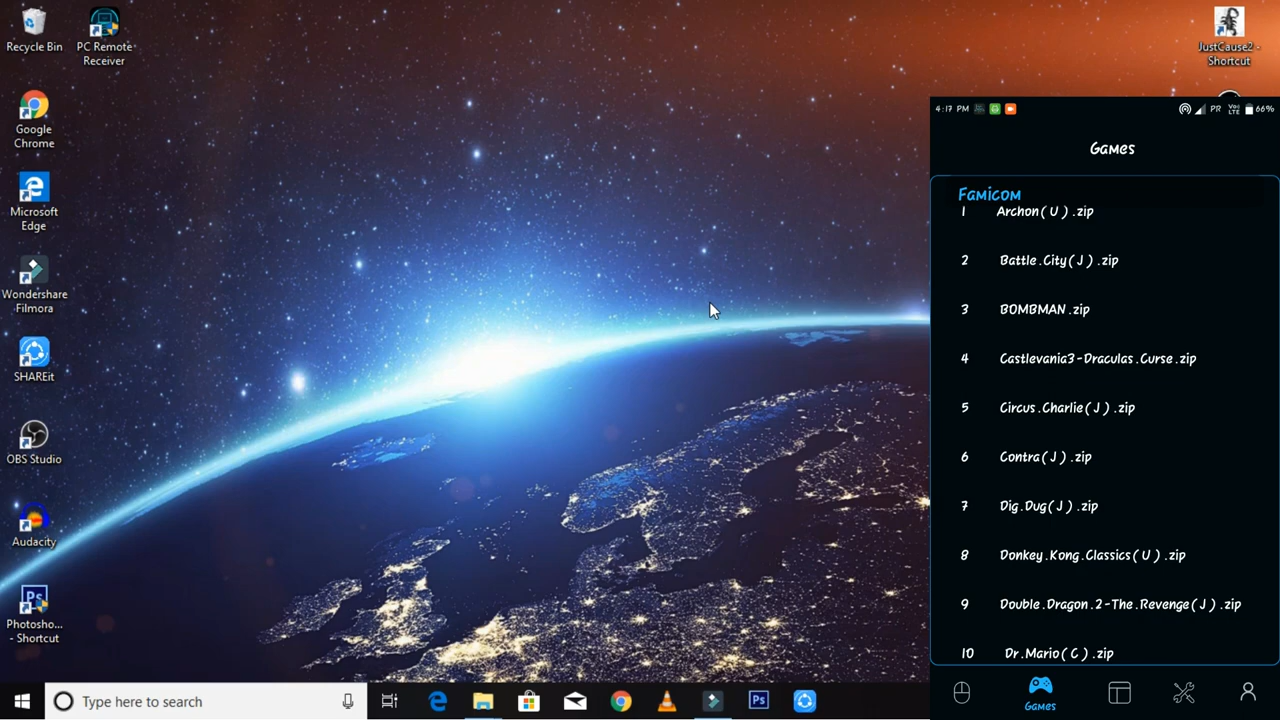 Recycle Bin
PC Remote
Receiver
Google
Chrome
Microsoft
Edge
Wondershare
Filmora
SHAREit
OBS Studio
Audacity
Photosho...
- Shortcut
JustCause2 -
Shortcut
4:17 PM
PR
VoLTE
66%
Games
Famicom
1 Archon(U).zip
2 Battle.City(J).zip
3 BOMBMAN.zip
4 Castlevania3-Draculas.Curse.zip
5 Circus.Charlie(J).zip
6 Contra(J).zip
7 Dig.Dug(J).zip
8 Donkey.Kong.Classics(U).zip
9 Double.Dragon.2-The.Revenge(J).zip
10 Dr.Mario(C).zip
Games
Type here to search
Ps